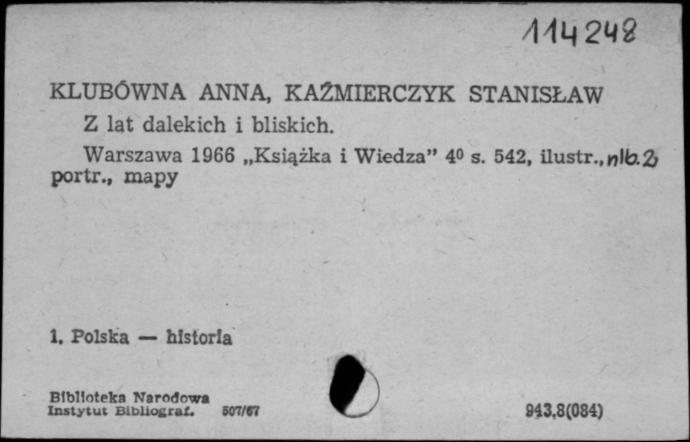 114248
KLUBÓWNA ANNA, KAŹMIERCZYK STANISŁAW
Z lat dalekich i bliskich.
Warszawa 1966 „Książka i Wiedza” 4⁰ s. 542, ilustr., nlb. 2,
portr., mapy
1. Polska — historia
Biblioteka Narodowa
Instytut Bibliograf. 507/67
943.8(084)